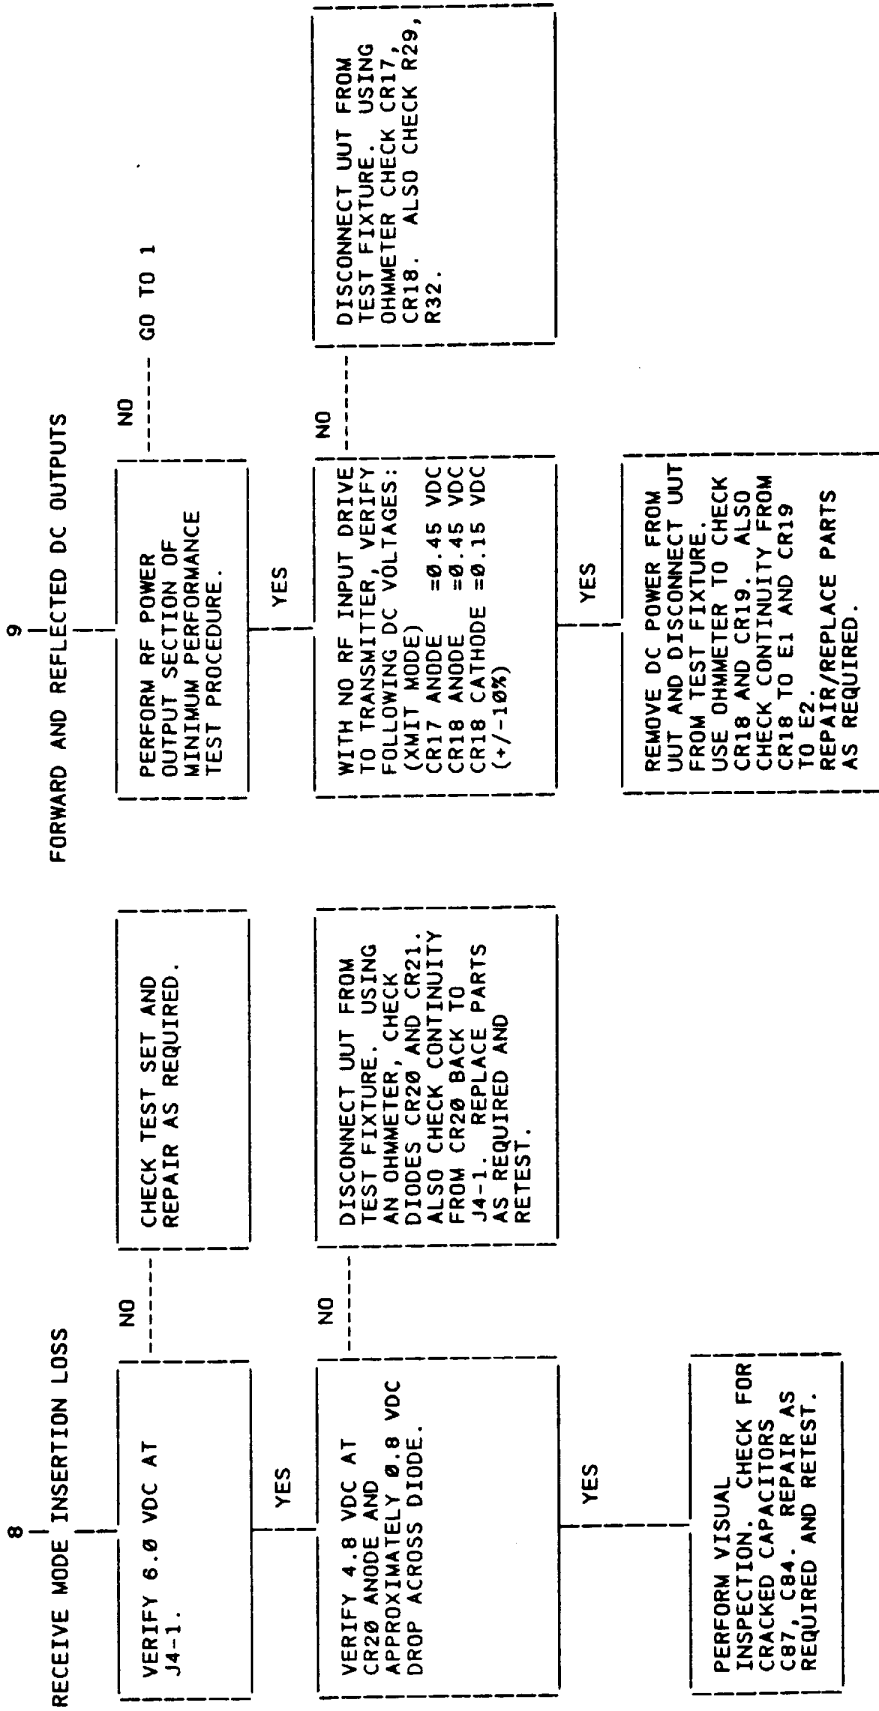 8
RECEIVE MODE INSERTION LOSS
VERIFY 6.0 VDC AT
J4-1.
NO
CHECK TEST SET AND
REPAIR AS REQUIRED.
YES
VERIFY 4.8 VDC AT
CR20 ANODE AND
APPROXIMATELY 0.8 VDC
DROP ACROSS DIODE.
NO
DISCONNECT UUT FROM
TEST FIXTURE. USING
AN OHMMETER, CHECK
DIODES CR20 AND CR21.
ALSO CHECK CONTINUITY
FROM CR20 BACK TO
J4-1. REPLACE PARTS
AS REQUIRED AND
RETEST.
YES
PERFORM VISUAL
INSPECTION. CHECK FOR
CRACKED CAPACITORS
C87, C84. REPAIR AS
REQUIRED AND RETEST.
9
FORWARD AND REFLECTED DC OUTPUTS
PERFORM RF POWER
OUTPUT SECTION OF
MINIMUM PERFORMANCE
TEST PROCEDURE.
NO
GO TO 1
YES
WITH NO RF INPUT DRIVE
TO TRANSMITTER, VERIFY
FOLLOWING DC VOLTAGES:
(XMIT MODE)
CR17 ANODE =0.45 VDC
CR18 ANODE =0.45 VDC
CR18 CATHODE =0.15 VDC
(+/-10%)
NO
DISCONNECT UUT FROM
TEST FIXTURE. USING
OHMMETER CHECK CR17,
CR18. ALSO CHECK R29,
R32.
YES
REMOVE DC POWER FROM
UUT AND DISCONNECT UUT
FROM TEST FIXTURE.
USE OHMMETER TO CHECK
CR18 AND CR19. ALSO
CHECK CONTINUITY FROM
CR18 TO E1 AND CR19
TO E2.
REPAIR/REPLACE PARTS
AS REQUIRED.